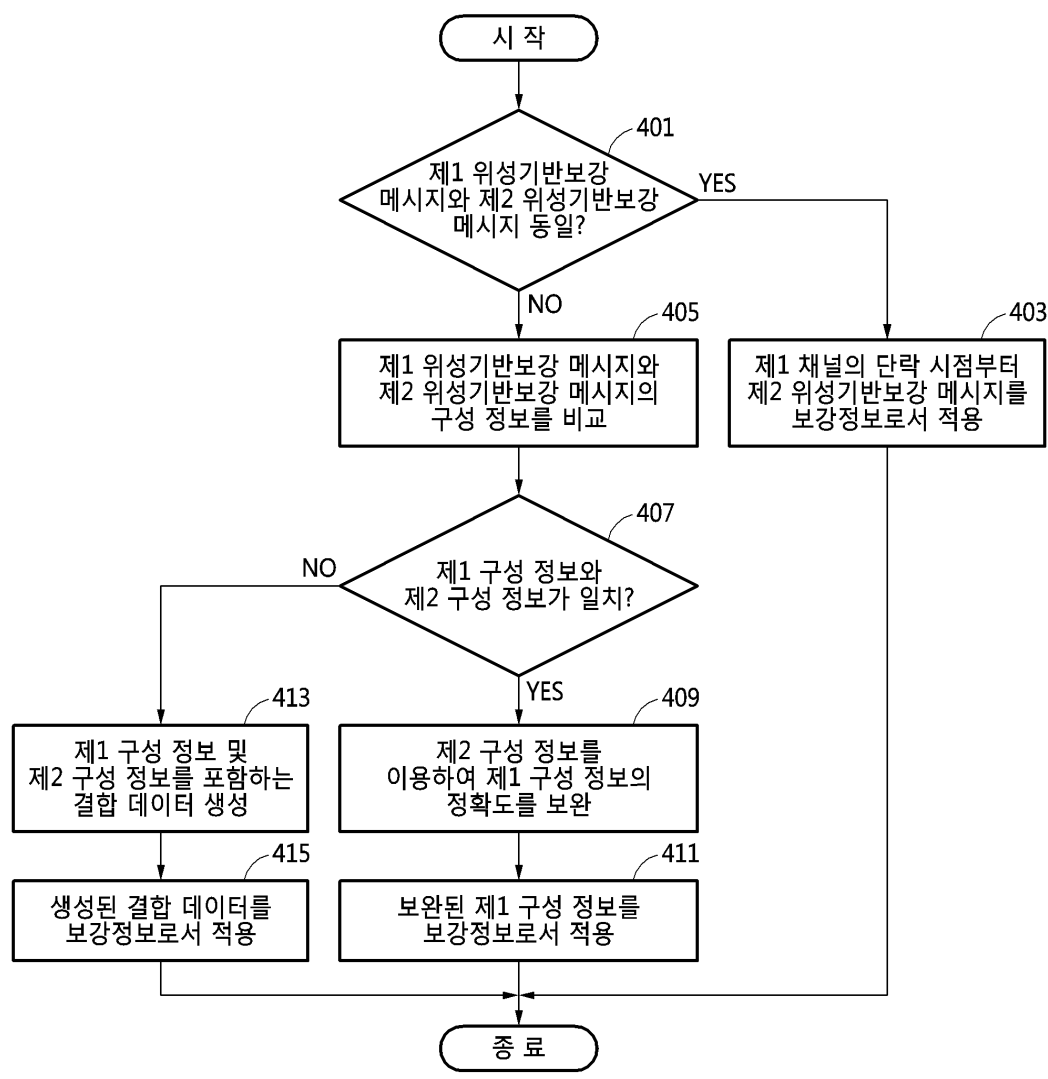 시 작
401
제1 위성기반보강
메시지와 제2 위성기반보강
메시지 동일?
YES
NO
405
제1 위성기반보강 메시지와
제2 위성기반보강 메시지의
구성 정보를 비교
403
제1 채널의 단락 시점부터
제2 위성기반보강 메시지를
보강정보로서 적용
407
제1 구성 정보와
제2 구성 정보가 일치?
NO
YES
413
제1 구성 정보 및
제2 구성 정보를 포함하는
결합 데이터 생성
409
제2 구성 정보를
이용하여 제1 구성 정보의
정확도를 보완
415
생성된 결합 데이터를
보강정보로서 적용
411
보완된 제1 구성 정보를
보강정보로서 적용
종 료